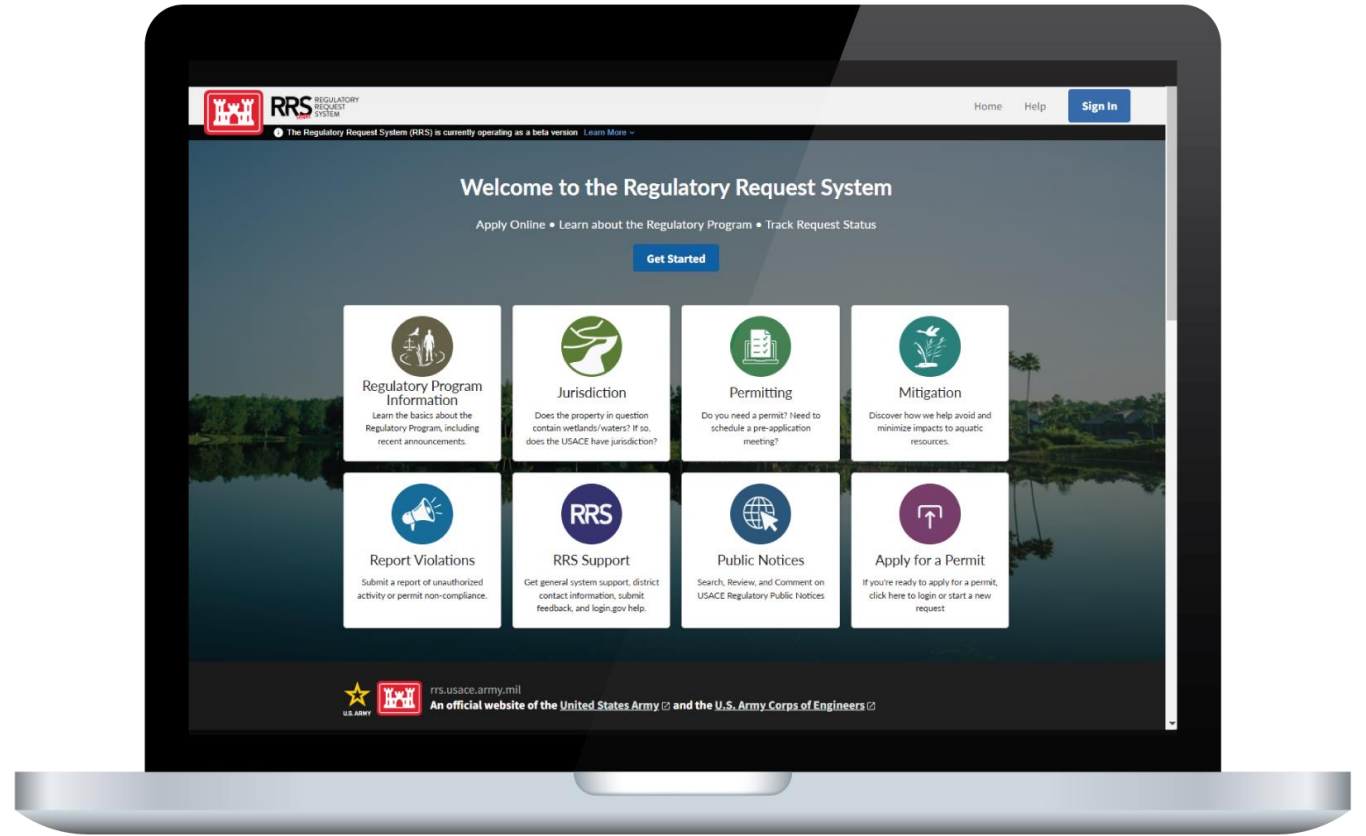 RRS REGULATORY
REQUEST
SYSTEM
Home Help Sign In
The Regulatory Request System (RRS) is currently operating as a beta version Learn More
Welcome to the Regulatory Request System
Apply Online • Learn about the Regulatory Program • Track Request Status
Get Started
Regulatory Program
Information
Learn the basics about the
Regulatory Program, including
recent announcements.
Jurisdiction
Does the property in question
contain wetlands/waters? If so,
does the USACE have jurisdiction?
Permitting
Do you need a permit? Need to
schedule a pre-application
meeting?
Mitigation
Discover how we help avoid and
minimize impacts to aquatic
resources.
Report Violations
Submit a report of unauthorized
activity or permit non-compliance.
RRS
RRS Support
Get general system support, district
contact information, submit
feedback, and login.gov help.
Public Notices
Search, Review, and Comment on
USACE Regulatory Public Notices
Apply for a Permit
If you're ready to apply for a permit,
click here to login or start a new
request
U.S. ARMY
rrs.usace.army.mil
An official website of the United States Army and the U.S. Army Corps of Engineers